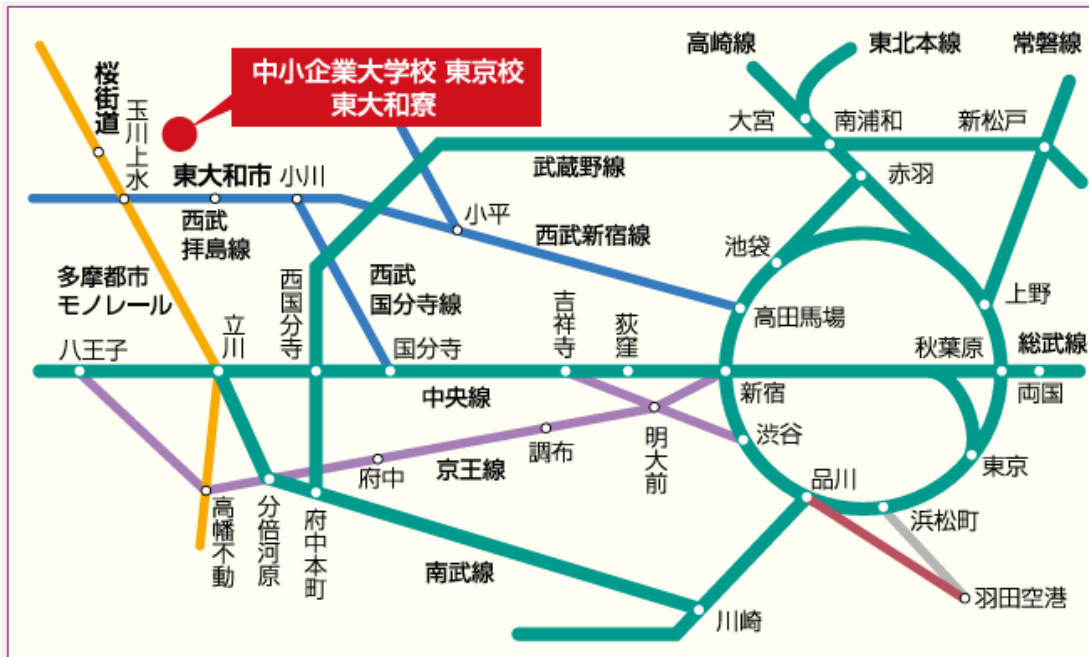 高崎線
東北本線
常磐線
中小企業大学校 東京校
東大和寮
桜街道
玉川上水
大宮
南浦和
新松戸
武蔵野線
赤羽
東大和市
小川
小平
西武
拝島線
西武新宿線
池袋
多摩都市
モノレール
西武
国分寺線
西国分寺
高田馬場
上野
立川
吉祥寺
荻窪
八王子
国分寺
秋葉原
総武線
中央線
新宿
両国
渋谷
調布
明大前
京王線
府中
東京
品川
高幡不動
分倍河原
府中本町
浜松町
南武線
羽田空港
川崎